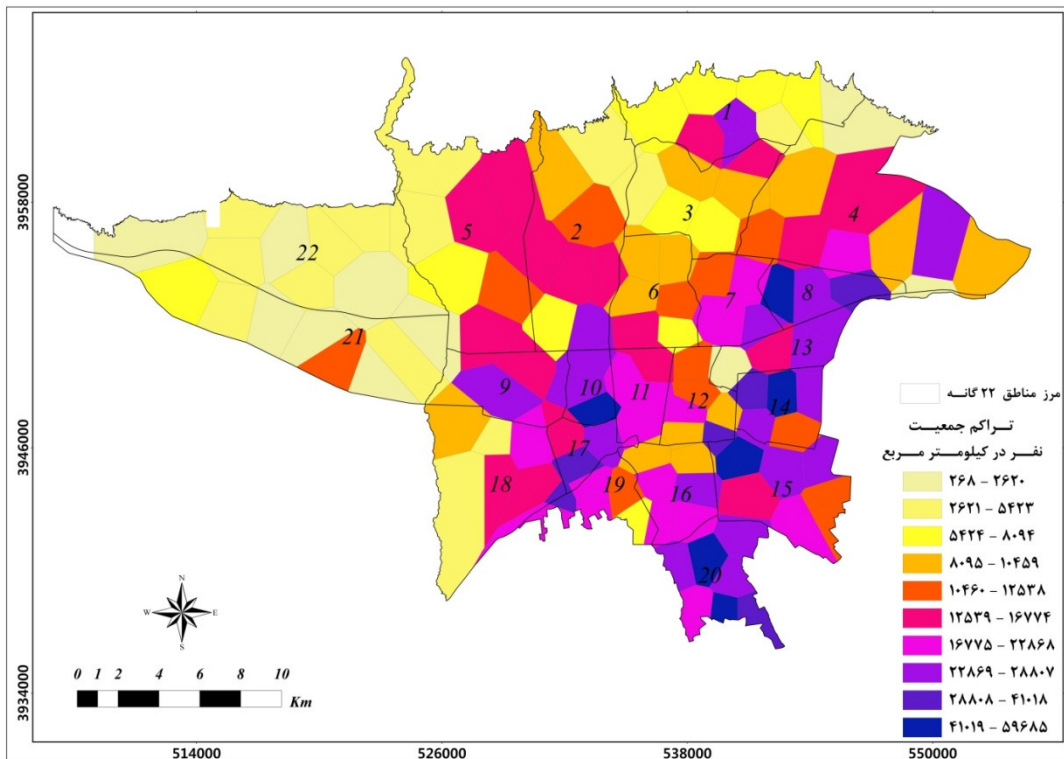 3958000
3946000
3934000
514000
526000
538000
550000
1
2
3
4
5
6
7
8
9
10
11
12
13
14
15
16
17
18
19
20
21
22
N
W
E
S
0 1 2 4 6 8 10
Km
مرز مناطق ۲۲ گانه
تراکم جمعیت
نفر در کیلومتر مربع
۲۶۸ - ۲۶۲۰
۲۶۲۱ - ۵۴۲۳
۵۴۲۴ - ۸۰۹۴
۸۰۹۵ - ۱۰۴۵۹
۱۰۴۶۰ - ۱۲۵۳۸
۱۲۵۳۹ - ۱۶۷۷۴
۱۶۷۷۵ - ۲۲۸۶۸
۲۲۸۶۹ - ۲۸۸۰۷
۲۸۸۰۸ - ۴۱۰۱۸
۴۱۰۱۹ - ۵۹۶۸۵